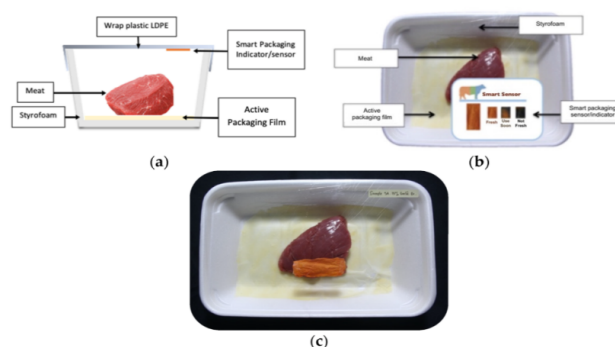 Wrap plastic LDPE
Smart Packaging
Indicator/sensor
Meat
Styrofoam
Active
Packaging Film
(a)
Styrofoam
Meat
Smart Sensor
Fresh
Use
Soon
Not
Fresh
Active
packaging film
Smart packaging
sensor/indicator
(b)
(c)